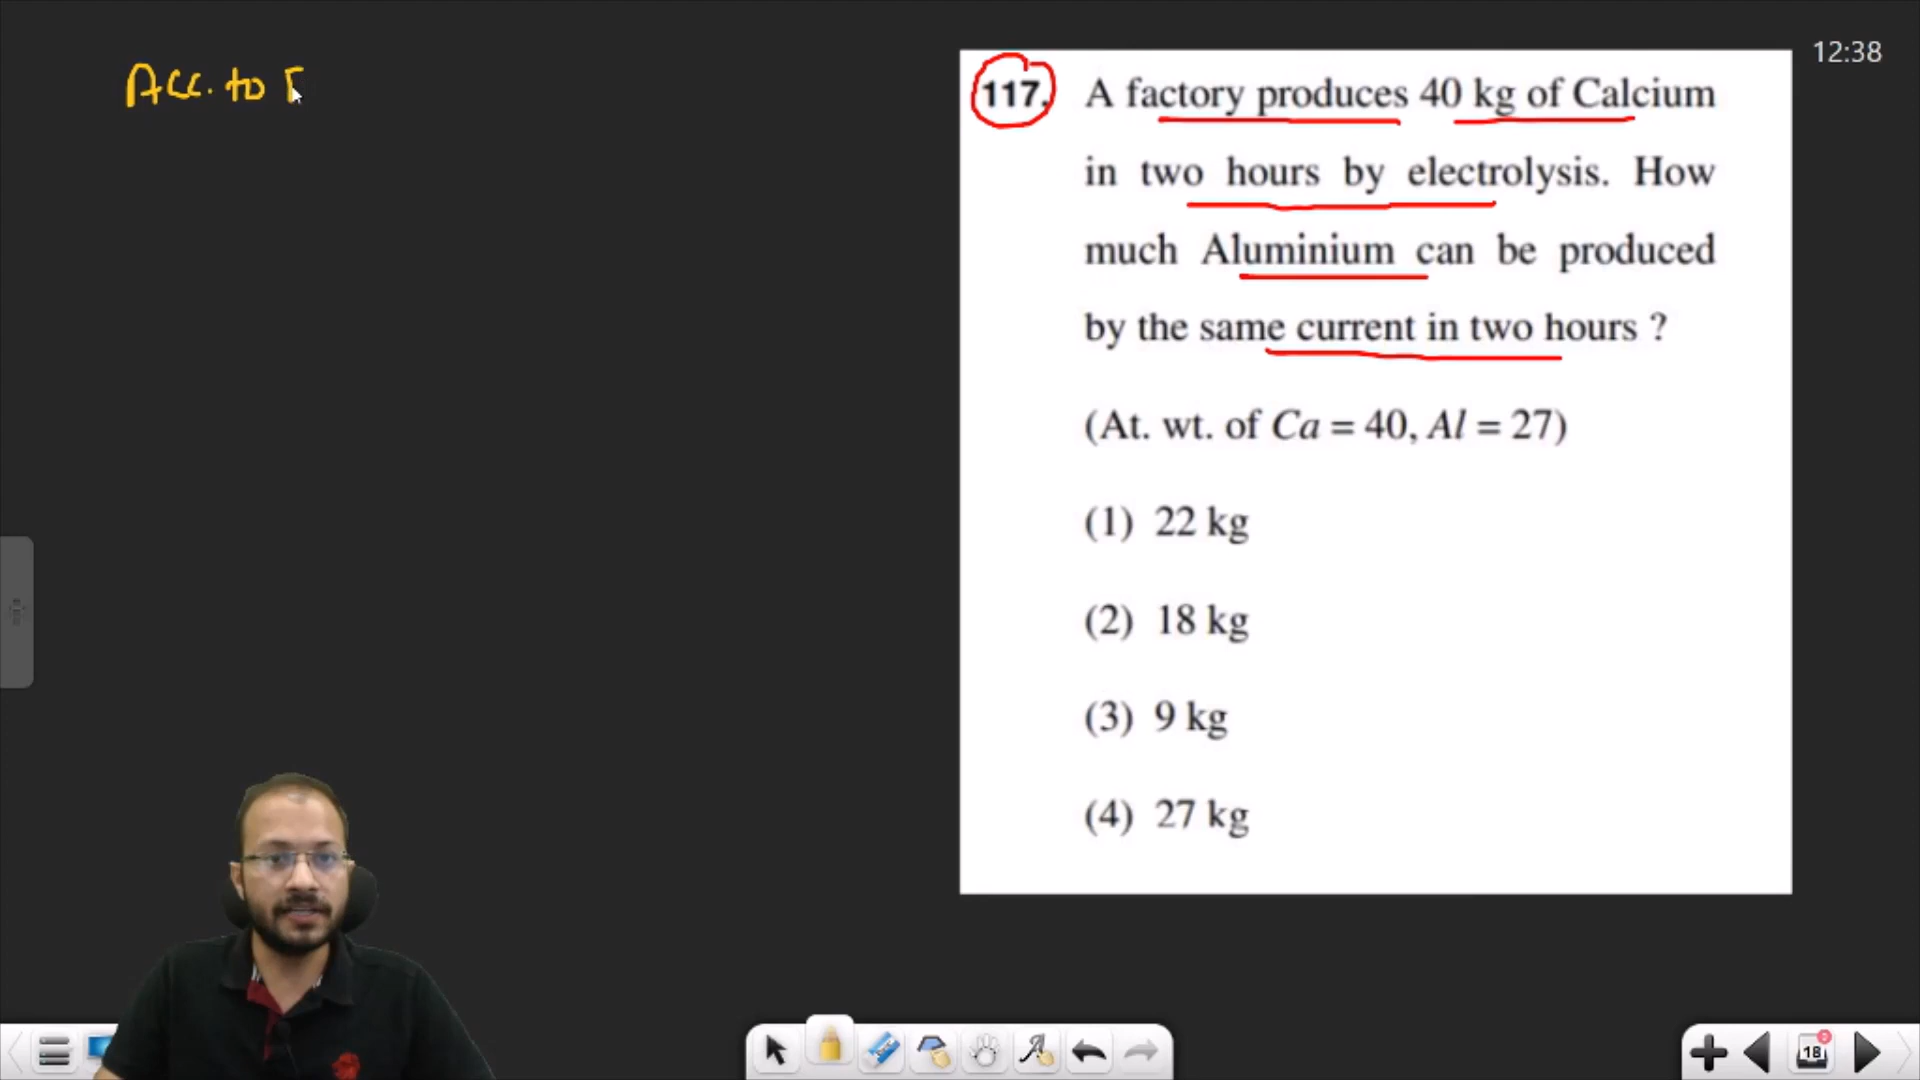 Acc. to F
12:38
117. A factory produces 40 kg of Calcium
in two hours by electrolysis. How
much Aluminium can be produced
by the same current in two hours ?
(At. wt. of Ca = 40, Al = 27)
(1) 22 kg
(2) 18 kg
(3) 9 kg
(4) 27 kg
18